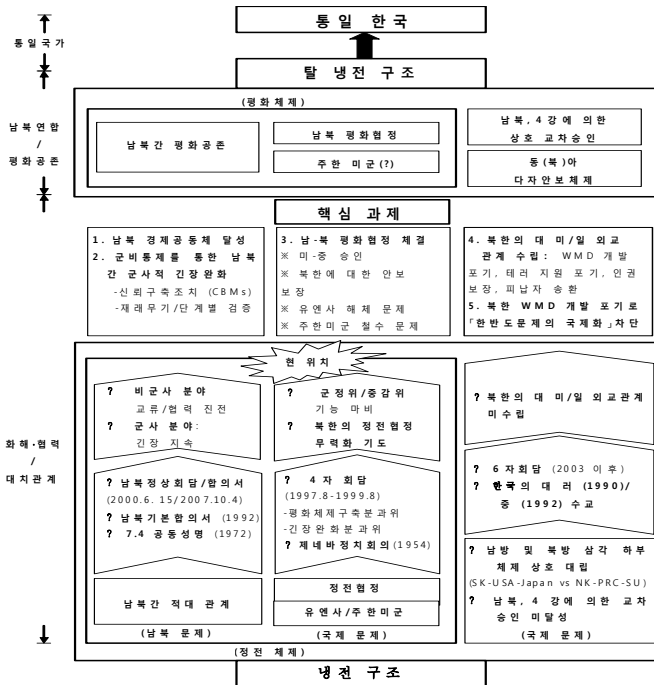 통일 한국
통일국가
탈 냉전 구조
(평화체제)
남북연합
/
평화공존
남북간 평화공존
남북 평화협정
주한 미군(?)
남북, 4강에 의한
상호 교차승인
동(북)아
다자안보체제
핵심 과제
1. 남북 경제공동체 달성
2. 군비통제를 통한 남북
간 군사적 긴장완화
-신뢰구축조치 (CBMs)
-재래무기/단계별 검증
3. 남-북 평화협정 체결
※ 미-중 승인
※ 북한에 대한 안보
보장
※ 유엔사 해체 문제
※ 주한미군 철수 문제
4. 북한의 대 미/일 외교
관계 수립: WMD 개발
포기, 테러 지원 포기, 인권
보장, 피납자 송환
5. 북한 WMD 개발 포기로
「한반도문제의 국제화」차단
현 위치
화해·협력
/
대치관계
? 비군사 분야
교류/협력 진전
? 군사 분야:
긴장 지속
? 남북정상회담/합의서
(2000.6. 15/2007.10.4)
? 남북기본합의서 (1992)
? 7.4 공동성명 (1972)
남북간 적대 관계
(남북 문제)
? 군정위/중감위
기능 마비
? 북한의 정전협정
무력화 기도
? 4자 회담
(1997.8-1999.8)
-평화체제구축분과위
-긴장완화분과위
? 제네바정치회의(1954)
정전협정
유엔사/주한미군
(국제 문제)
? 북한의 대 미/일 외교관계
미수립
? 6자회담 (2003 이후)
? 한국의 대 러 (1990)/
중 (1992) 수교
? 남방 및 북방 삼각 하부
체제 상호 대립
(SK-USA-Japan vs NK-PRC-SU)
? 남북, 4강에 의한 교차
승인 미달성
(국제 문제)
(정전 체제)
냉전 구조